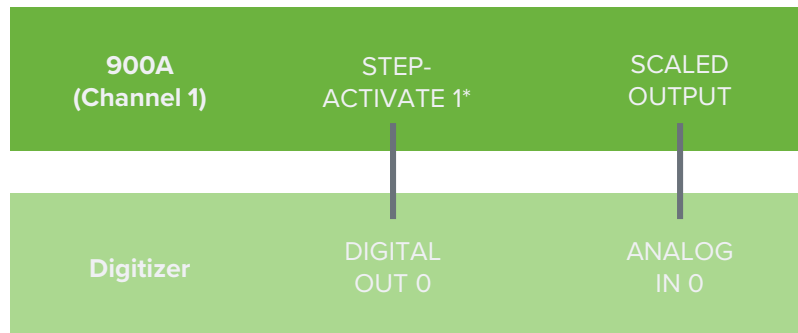 900A
(Channel 1)
STEP-
ACTIVATE 1*
SCALED
OUTPUT
Digitizer
DIGITAL
OUT 0
ANALOG
IN 0